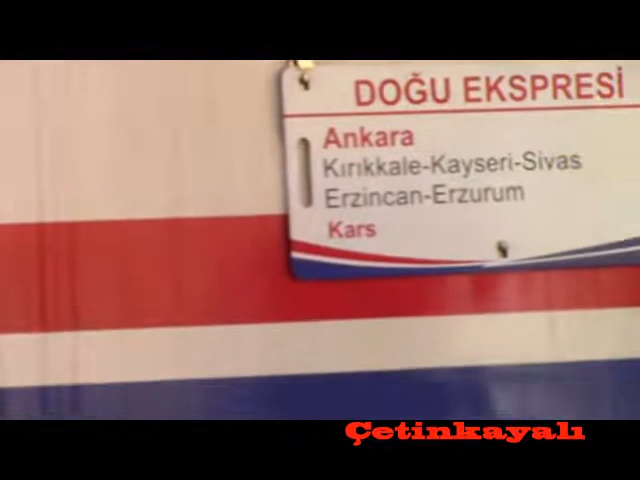 DOĞU EKSPRESİ
Ankara
Kırıkkale-Kayseri-Sivas
Erzincan-Erzurum
Kars
Çetinkayalı